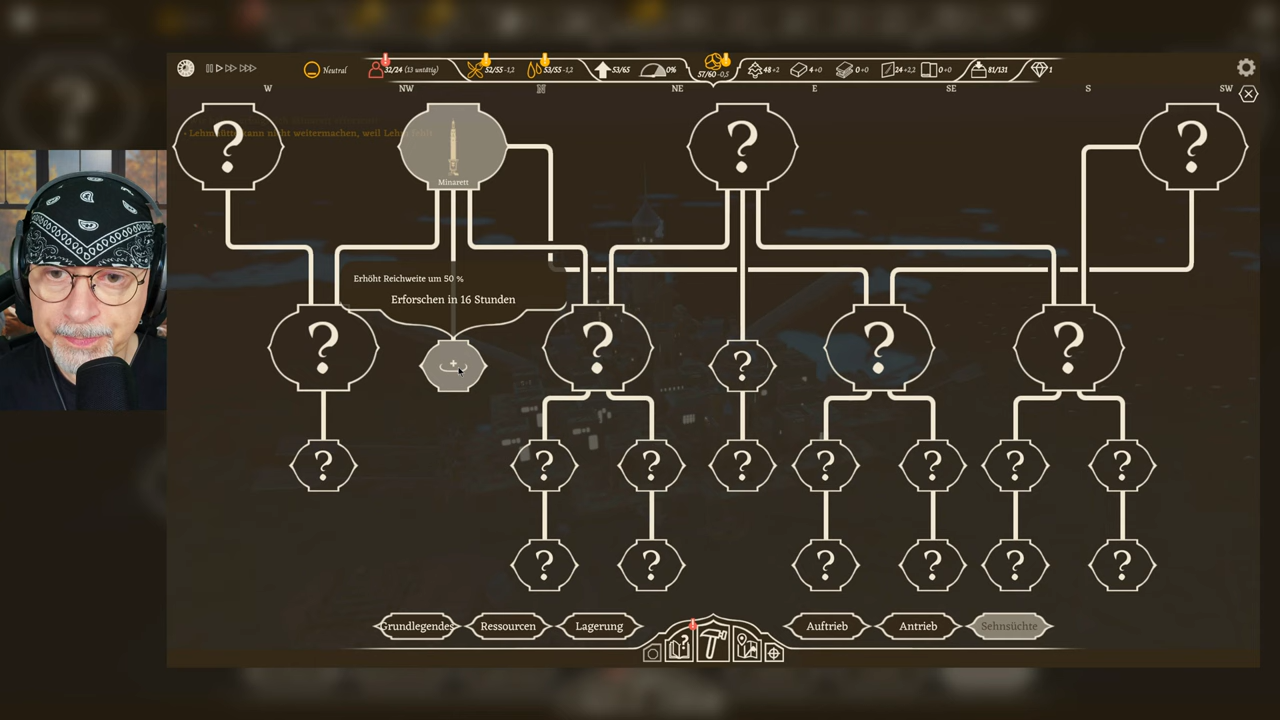 Neutral 32/24 (13 untätig) 52/55 -1,2 53/55 -1,2 53/65 0% 57/60 -0,5 48 +2 4 +0 0 +0 24 +2,2 0 +0 81/131 1
W NW N NE E SE S SW
? ? ? ?
Minarett
Erhöht Reichweite um 50 %
Erforschen in 16 Stunden
? ? ? ? ?
? ? ? ? ? ? ? ?
? ? ? ? ? ?
Grundlegendes Ressourcen Lagerung Auftrieb Antrieb Sehnsüchte